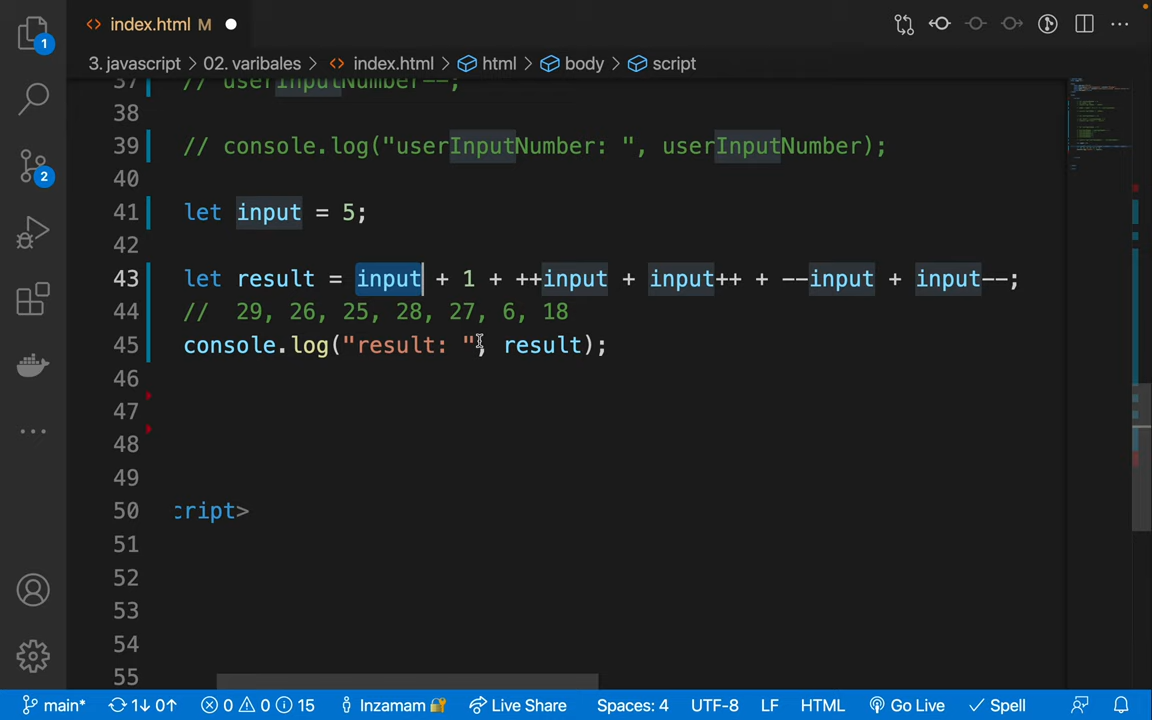 1
index.html M
3. javascript > 02. varibales > index.html > html > body > script
37 // userInputNumber--;
38
39 // console.log("userInputNumber: ", userInputNumber);
40
41 let input = 5;
42
43 let result = input + 1 + ++input + input++ + --input + input--;
44 // 29, 26, 25, 28, 27, 6, 18
45 console.log("result: ", result);
46
47
48
49
50 cript>
51
52
53
54
55
2
main* 1↓ 0↑ 0 0 15 Inzamam🔐 Live Share Spaces: 4 UTF-8 LF HTML Go Live Spell